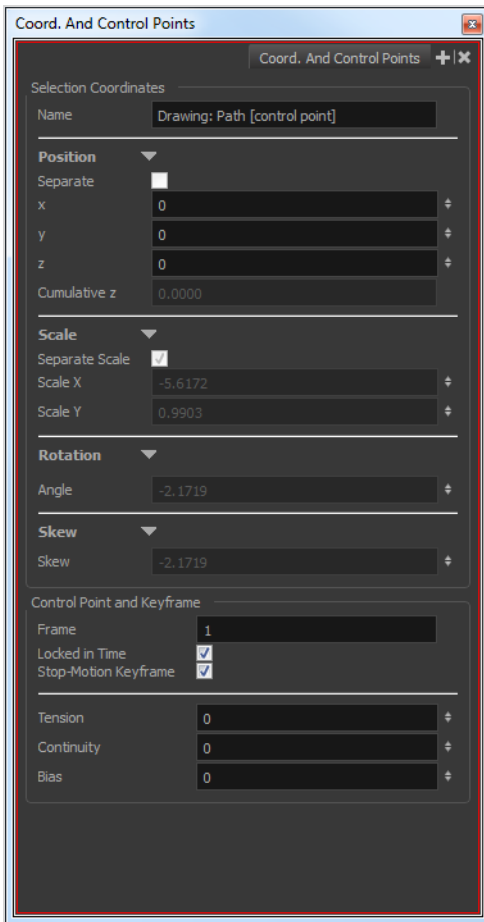 Coord. And Control Points
Coord. And Control Points
Selection Coordinates
Name Drawing: Path [control point]
Position
Separate
x 0
y 0
z 0
Cumulative z 0.0000
Scale
Separate Scale
Scale X -5.6172
Scale Y 0.9903
Rotation
Angle -2.1719
Skew
Skew -2.1719
Control Point and Keyframe
Frame 1
Locked in Time
Stop-Motion Keyframe
Tension 0
Continuity 0
Bias 0